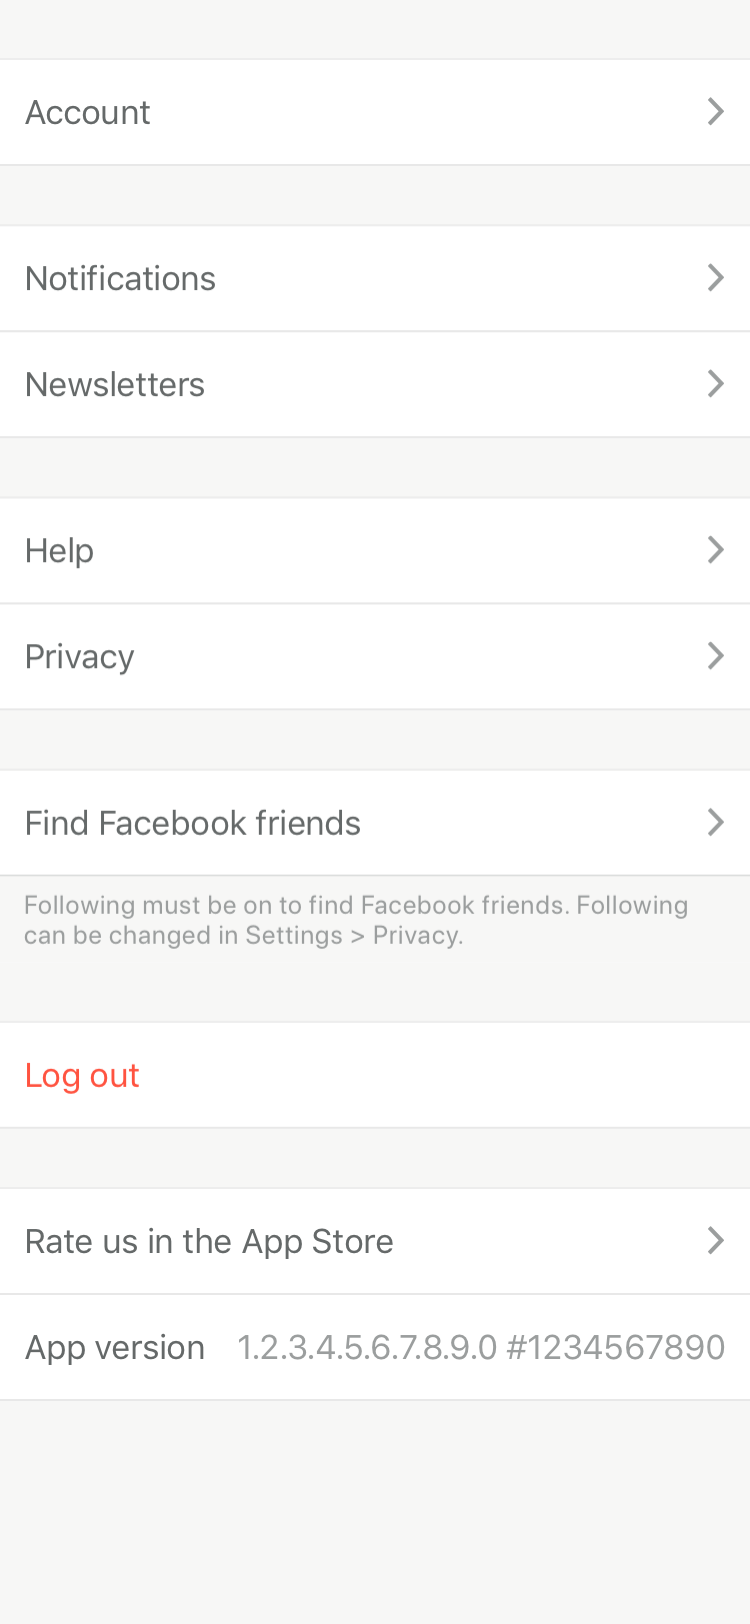 Account
Notifications
Newsletters
Help
Privacy
Find Facebook friends
Following must be on to find Facebook friends. Following
can be changed in Settings > Privacy.
Log out
Rate us in the App Store
App version 1.2.3.4.5.6.7.8.9.0 #1234567890